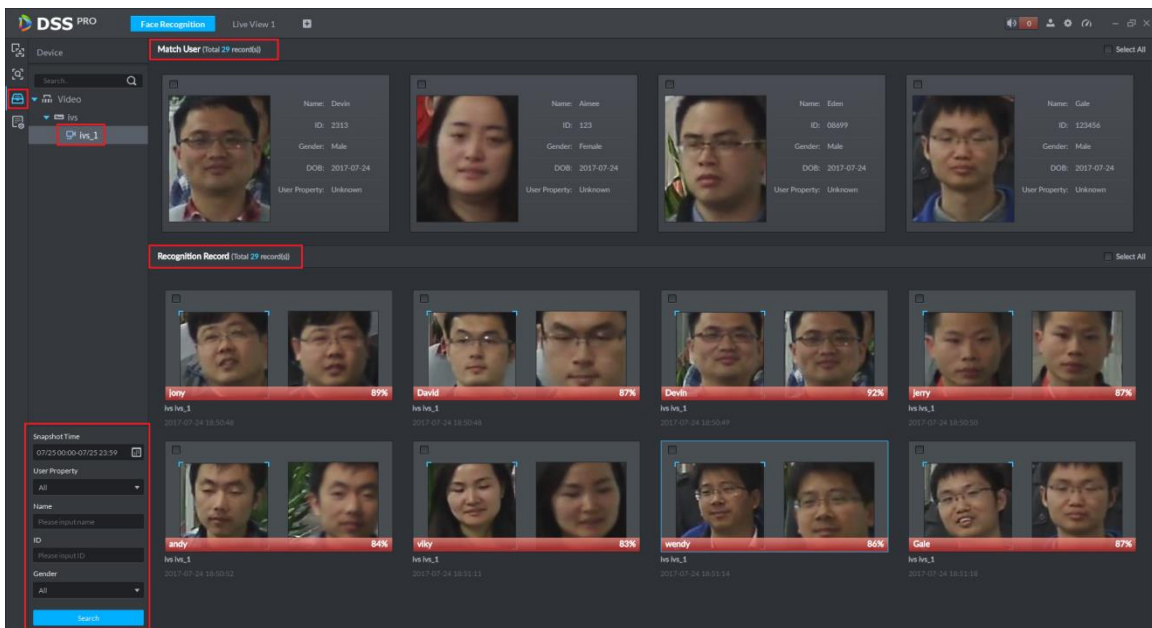 DSS PRO
Face Recognition
Live View 1
0
Device
Search..
Video
Ivs
ivs_1
Match User (Total 29 record(s))
Select All
Name: Devin
ID: 2313
Gender: Male
DOB: 2017-07-24
User Property: Unknown
Name: Aimee
ID: 123
Gender: Female
DOB: 2017-07-24
User Property: Unknown
Name: Eden
ID: 08699
Gender: Male
DOB: 2017-07-24
User Property: Unknown
Name: Gale
ID: 123456
Gender: Male
DOB: 2017-07-24
User Property: Unknown
Recognition Record (Total 29 record(s))
Select All
jony 89%
ivs ivs_1
2017-07-24 18:50:48
David 87%
ivs ivs_1
2017-07-24 18:50:48
Devin 92%
ivs ivs_1
2017-07-24 18:50:49
jerry 87%
ivs ivs_1
2017-07-24 18:50:50
andy 84%
ivs ivs_1
2017-07-24 18:50:52
viky 83%
ivs ivs_1
2017-07-24 18:51:11
wendy 86%
ivs ivs_1
2017-07-24 18:51:14
Gale 87%
ivs ivs_1
2017-07-24 18:51:18
Snapshot Time
07/25 00:00-07/25 23:59
User Property
All
Name
Please input name
ID
Please input ID
Gender
All
Search